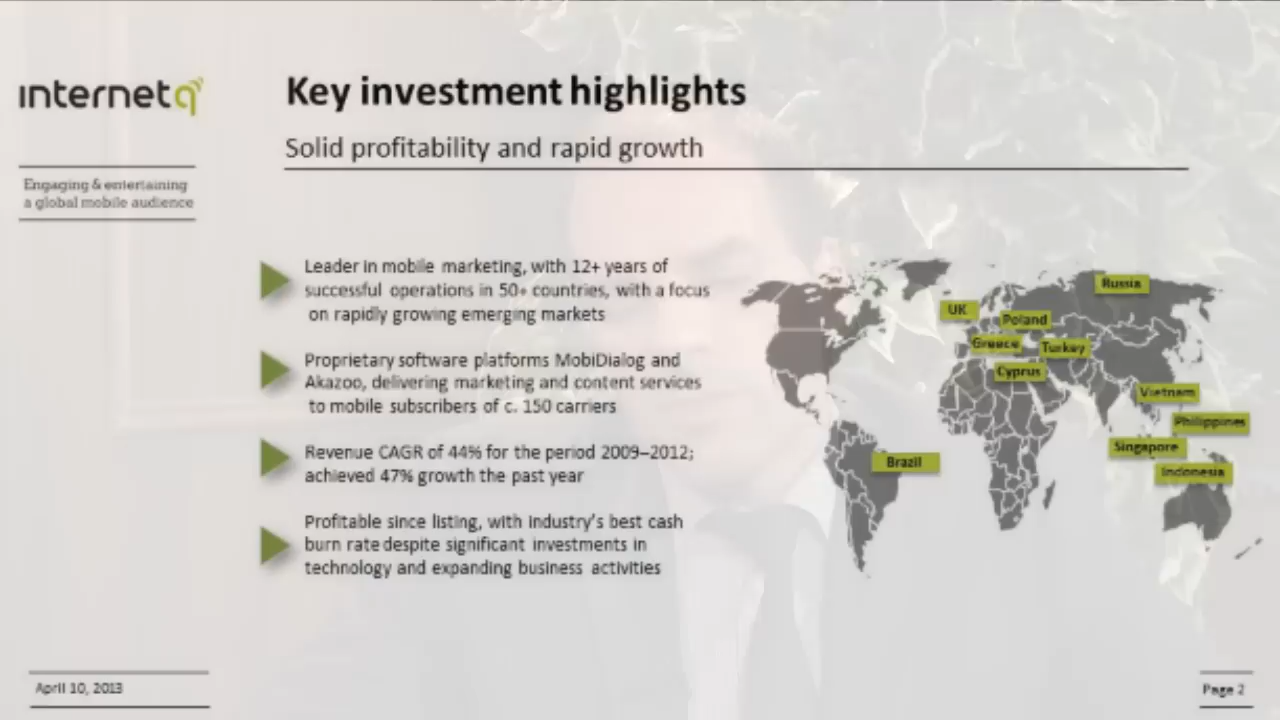 internetq
Key investment highlights
Solid profitability and rapid growth
Engaging & entertaining
a global mobile audience
Leader in mobile marketing, with 12+ years of
successful operations in 50+ countries, with a focus
on rapidly growing emerging markets
Proprietary software platforms MobiDialog and
Akazoo, delivering marketing and content services
to mobile subscribers of c. 150 carriers
Revenue CAGR of 44% for the period 2009–2012;
achieved 47% growth the past year
Profitable since listing, with industry's best cash
burn rate despite significant investments in
technology and expanding business activities
Russia
UK
Poland
Greece
Turkey
Cyprus
Vietnam
Philippines
Singapore
Brazil
Indonesia
April 10, 2013
Page 2